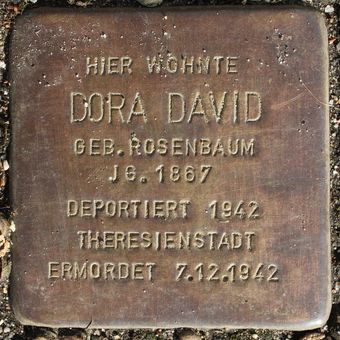 HIER WOHNTE
DORA DAVID
GEB. ROSENBAUM
JG. 1867
DEPORTIERT 1942
THERESIENSTADT
ERMORDET 7.12.1942